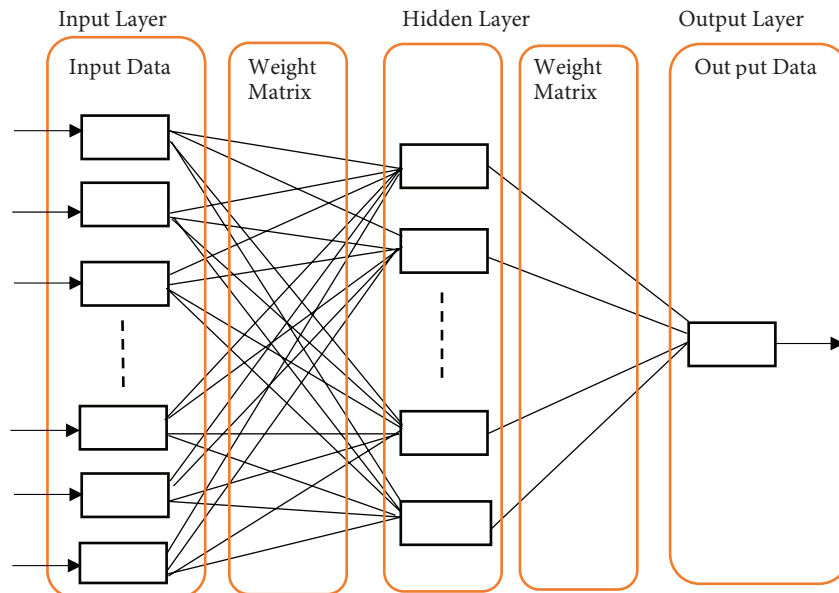 Input Layer
Hidden Layer
Output Layer
Input Data
Weight
Matrix
Weight
Matrix
Out put Data